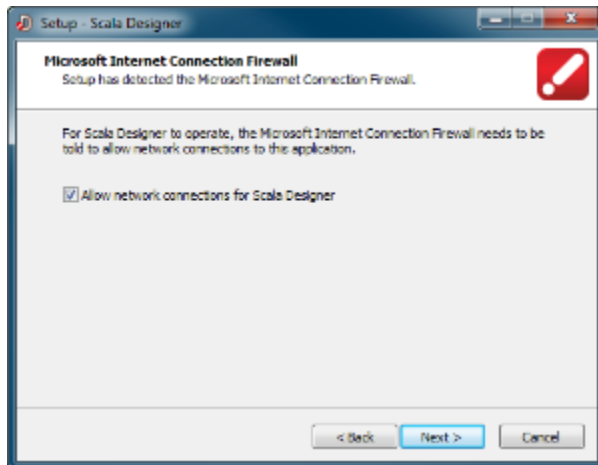 Setup - Scala Designer
Microsoft Internet Connection Firewall
Setup has detected the Microsoft Internet Connection Firewall.
For Scala Designer to operate, the Microsoft Internet Connection Firewall needs to be
told to allow network connections to this application.
Allow network connections for Scala Designer
< Back Next > Cancel